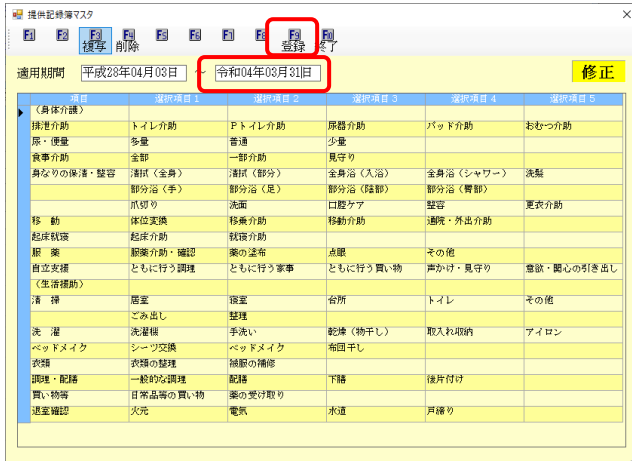 提供記録簿マスタ
F1 F2 F3 F4 F5 F6 F7 F8 F9 F10
複写 削除 登録 終了
適用期間 平成28年04月03日 ～ 令和04年03月31日 修正
項目 選択項目1 選択項目2 選択項目3 選択項目4 選択項目5
（身体介護）
排泄介助 トイレ介助 Pトイレ介助 尿器介助 パッド介助 おむつ介助
尿・便量 多量 普通 少量
食事介助 全部 一部介助 見守り
身なりの保清・整容 清拭（全身） 清拭（部分） 全身浴（入浴） 全身浴（シャワー） 洗髪
部分浴（手） 部分浴（足） 部分浴（陰部） 部分浴（臀部）
爪切り 洗面 口腔ケア 整容 更衣介助
移 動 体位変換 移乗介助 移動介助 通院・外出介助
起床就寝 起床介助 就寝介助
服 薬 服薬介助・確認 薬の塗布 点眼 その他
自立支援 ともに行う調理 ともに行う家事 ともに行う買い物 声かけ・見守り 意欲・関心の引き出し
（生活援助）
清 掃 居室 寝室 台所 トイレ その他
ごみ出し 整理
洗 濯 洗濯機 手洗い 乾燥（物干し） 取入れ収納 アイロン
ベッドメイク シーツ交換 ベッドメイク 布団干し
衣類 衣類の整理 被服の補修
調理・配膳 一般的な調理 配膳 下膳 後片付け
買い物等 日常品等の買い物 薬の受け取り
退室確認 火元 電気 水道 戸締り